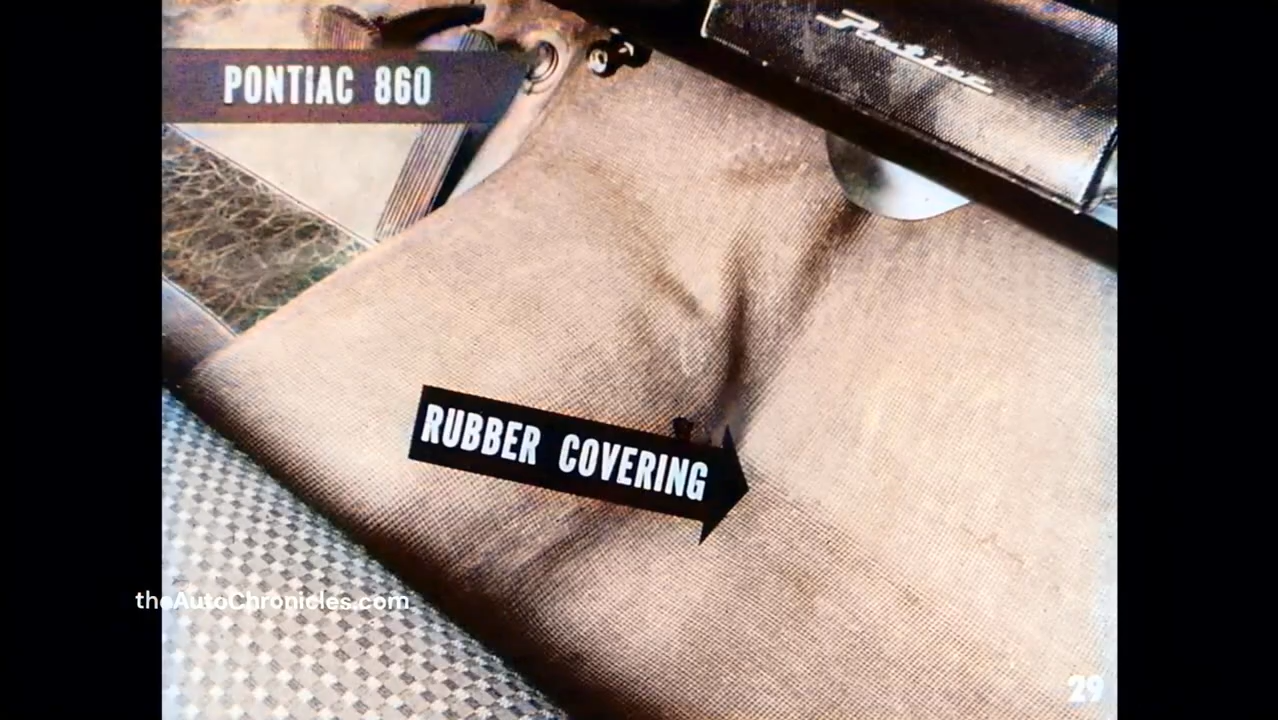 Pontiac
PONTIAC 860
RUBBER COVERING
theAutoChronicles.com
29